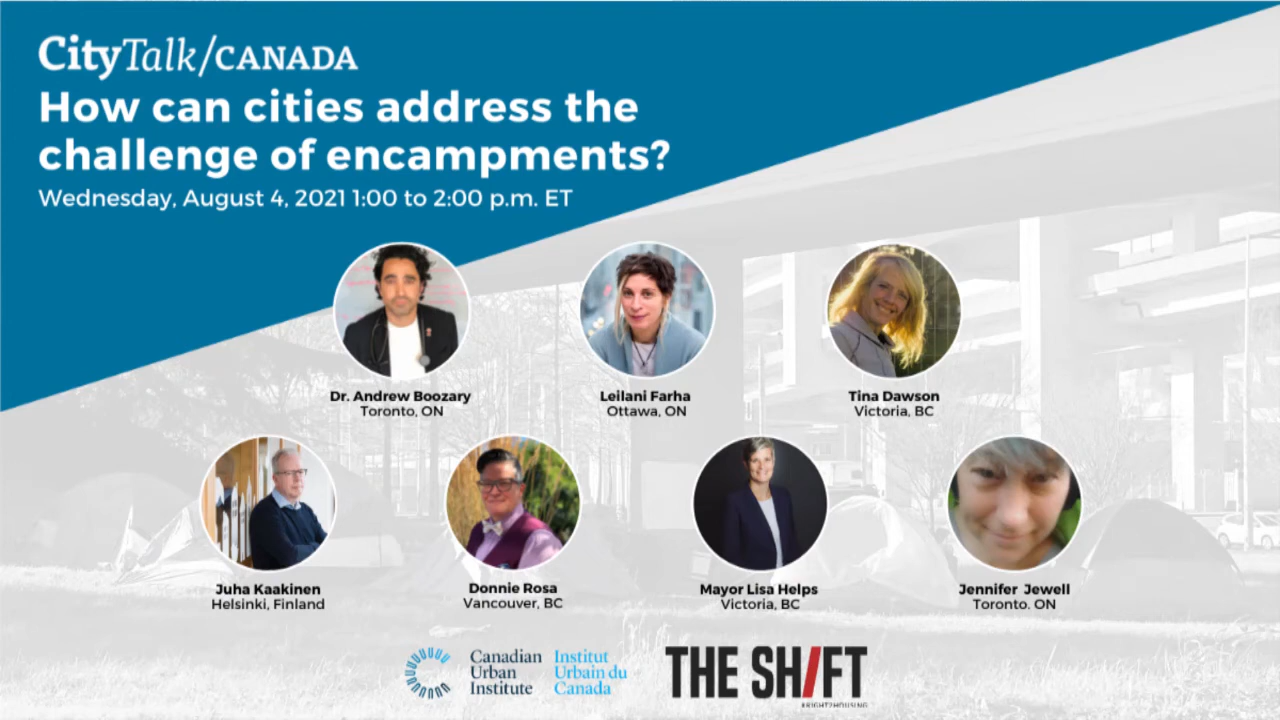 CityTalk/CANADA
How can cities address the
challenge of encampments?
Wednesday, August 4, 2021 1:00 to 2:00 p.m. ET
Dr. Andrew Boozary
Toronto, ON
Leilani Farha
Ottawa, ON
Tina Dawson
Victoria, BC
Juha Kaakinen
Helsinki, Finland
Donnie Rosa
Vancouver, BC
Mayor Lisa Helps
Victoria, BC
Jennifer Jewell
Toronto. ON
Canadian
Urban
Institute
Institut
Urbain du
Canada
THE SH/FT
#RIGHT2HOUSING